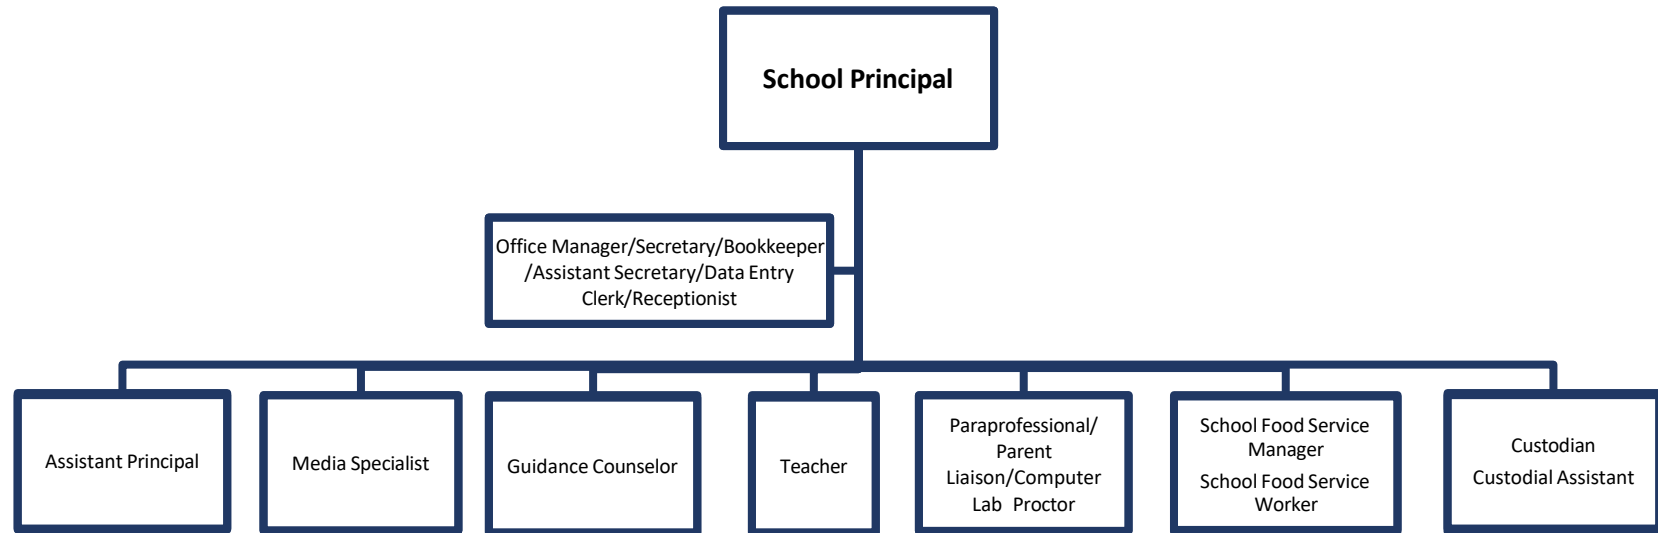 School Principal
Office Manager/Secretary/Bookkeeper
/Assistant Secretary/Data Entry
Clerk/Receptionist
Assistant Principal
Media Specialist
Guidance Counselor
Teacher
Paraprofessional/
Parent
Liaison/Computer
Lab Proctor
School Food Service
Manager
School Food Service
Worker
Custodian
Custodial Assistant